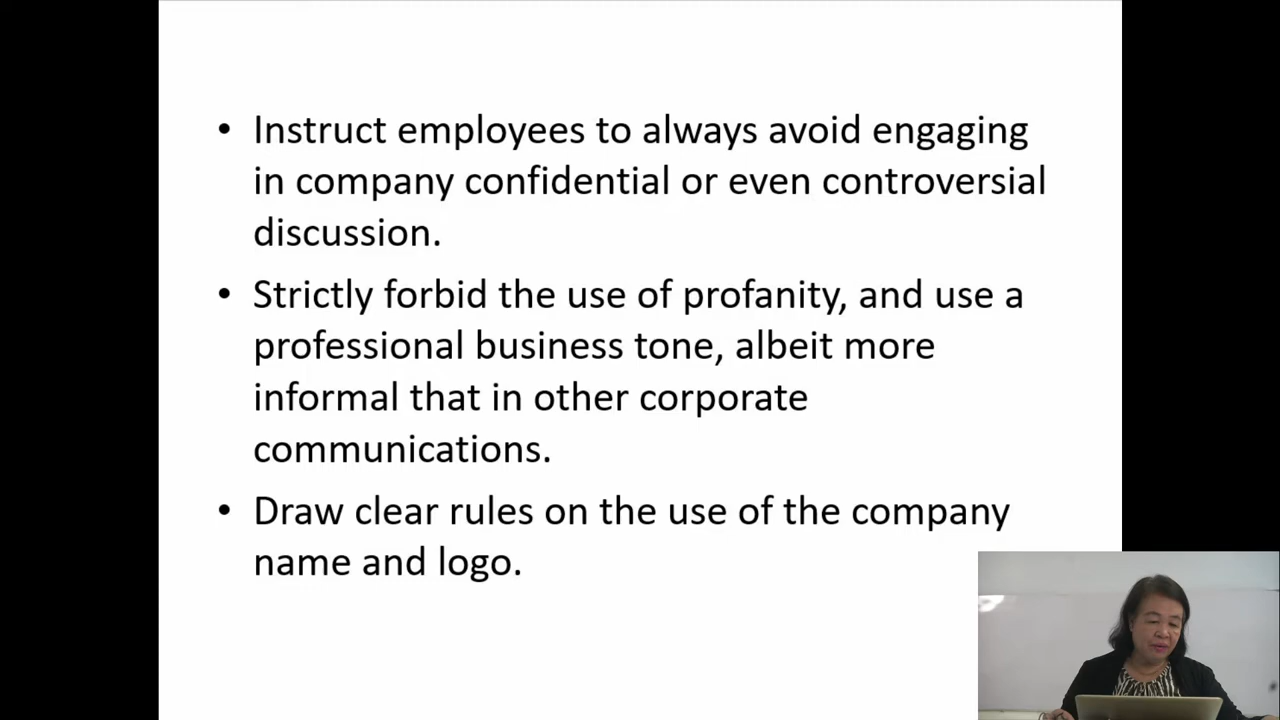 • Instruct employees to always avoid engaging
in company confidential or even controversial
discussion.
• Strictly forbid the use of profanity, and use a
professional business tone, albeit more
informal that in other corporate
communications.
• Draw clear rules on the use of the company
name and logo.